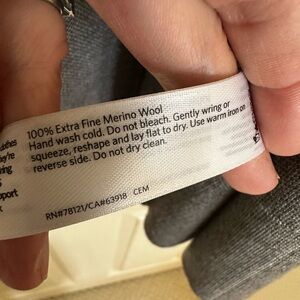 100% Extra Fine Merino Wool
Hand wash cold. Do not bleach. Gently wring or
squeeze, reshape and lay flat to dry. Use warm iron on
reverse side. Do not dry clean.
RN#78121/CA#63918 CEM